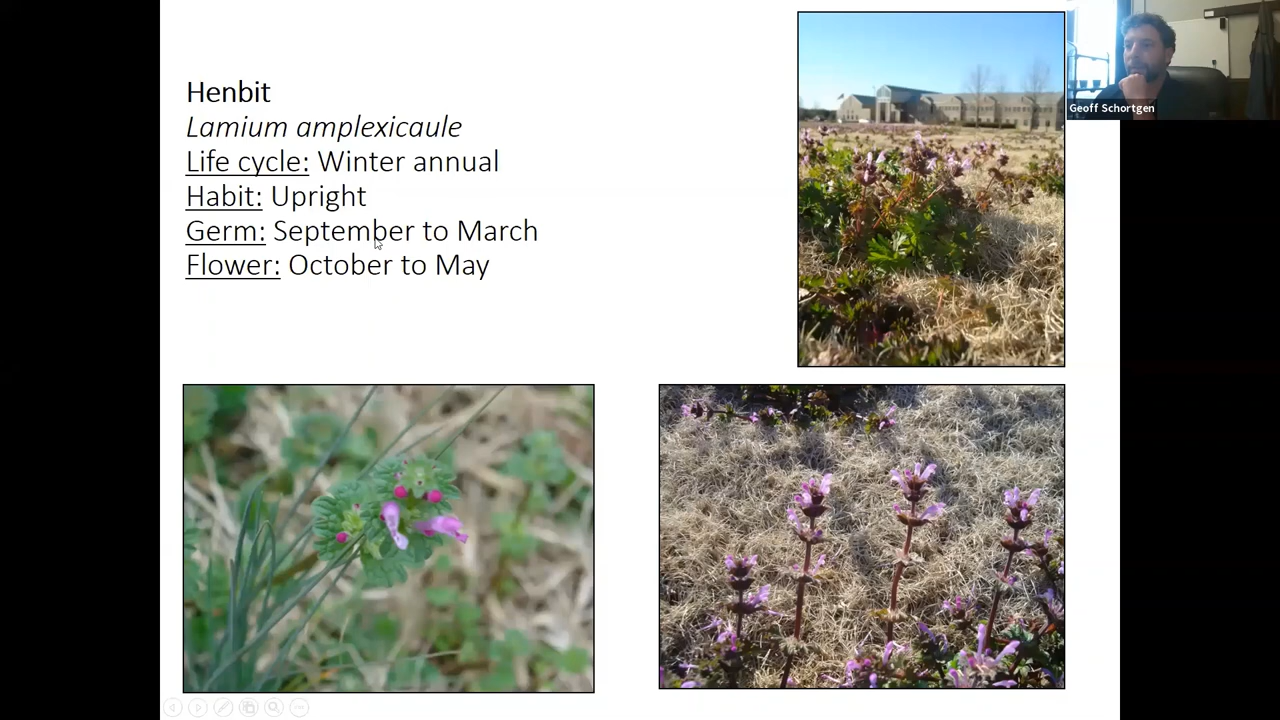 Henbit
Lamium amplexicaule
Life cycle: Winter annual
Habit: Upright
Germ: September to March
Flower: October to May
Geoff Schortgen